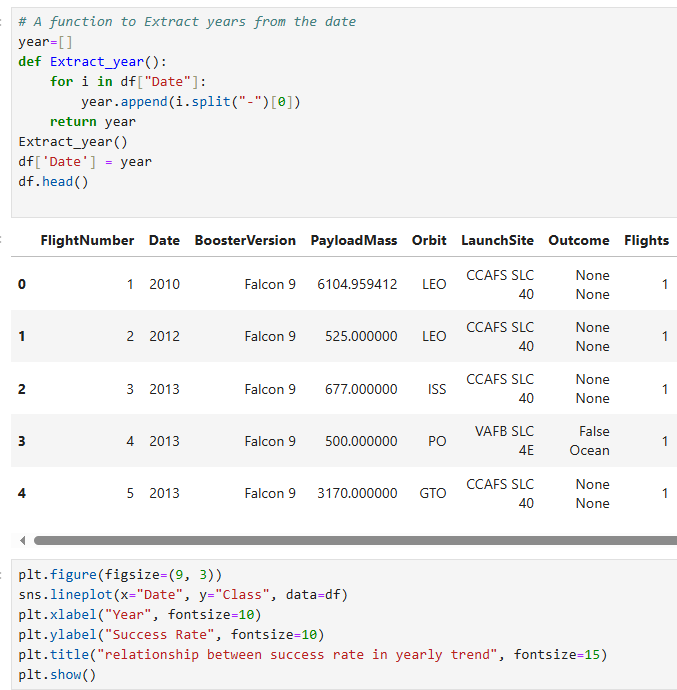 # A function to Extract years from the date
year=[]
def Extract_year():
    for i in df["Date"]:
        year.append(i.split("-")[0])
    return year
Extract_year()
df['Date'] = year
df.head()
FlightNumber Date BoosterVersion PayloadMass Orbit LaunchSite Outcome Flights
0 1 2010 Falcon 9 6104.959412 LEO CCAFS SLC 40 None None 1
1 2 2012 Falcon 9 525.000000 LEO CCAFS SLC 40 None None 1
2 3 2013 Falcon 9 677.000000 ISS CCAFS SLC 40 None None 1
3 4 2013 Falcon 9 500.000000 PO VAFB SLC 4E False Ocean 1
4 5 2013 Falcon 9 3170.000000 GTO CCAFS SLC 40 None None 1
plt.figure(figsize=(9, 3))
sns.lineplot(x="Date", y="Class", data=df)
plt.xlabel("Year", fontsize=10)
plt.ylabel("Success Rate", fontsize=10)
plt.title("relationship between success rate in yearly trend", fontsize=15)
plt.show()